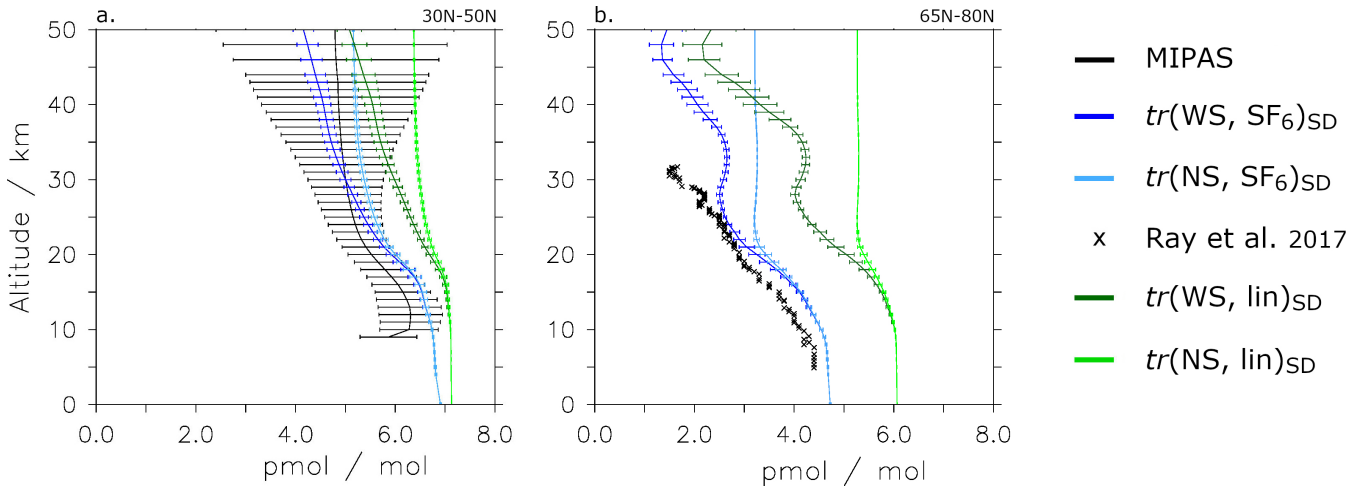 a. 30N-50N
50
40
30
20
10
0
Altitude / km
0.0 2.0 4.0 6.0 8.0
pmol / mol
b. 65N-80N
50
40
30
20
10
0
0.0 2.0 4.0 6.0 8.0
pmol / mol
MIPAS
tr(WS, SF₆)SD
tr(NS, SF₆)SD
x Ray et al. 2017
tr(WS, lin)SD
tr(NS, lin)SD